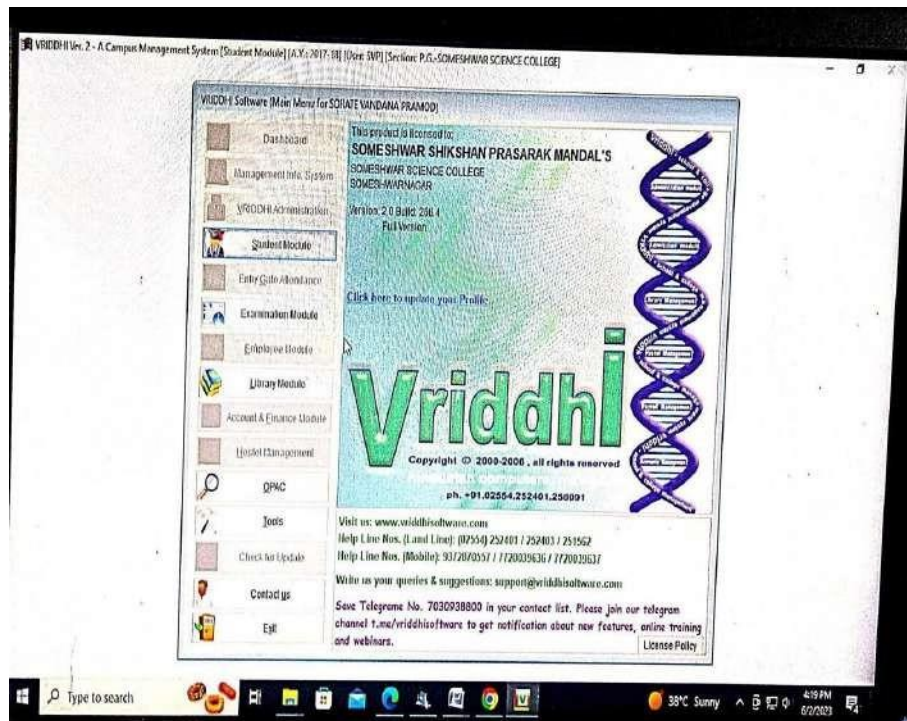 VRIDDHI Ver. 2 - A Campus Management System [Student Module] [A.Y.: 2017-18] [User: SVP] [Section: P.G.-SOMESHWAR SCIENCE COLLEGE]
VRIDDHI Software [Main Menu for SORATE VANDANA PRAMOD]
Dashboard
Management Info. System
VRIDDHI Administration
Student Module
Entry Gate Attendance
Examination Module
Employee Module
Library Module
Account & Finance Module
Hostel Management
OPAC
Tools
Check for Update
Contact us
Exit
This product is licensed to:
SOMESHWAR SHIKSHAN PRASARAK MANDAL'S
SOMESHWAR SCIENCE COLLEGE
SOMESHWARNAGAR
Version: 2.0 Build: 206.4
Full Version
Click here to update your Profile
Vriddhi
Copyright © 2000-2006 , all rights reserved
ph. +91.02554.252401.250091
Visit us: www.vriddhisoftware.com
Help Line Nos. (Land Line): (02554) 252401 / 252403 / 251562
Help Line Nos. (Mobile): 9372070557 / 7720039636 / 7720039637
Write us your queries & suggestions: support@vriddhisoftware.com
Save Telegrame No. 7030938800 in your contect list. Please join our telegram
channel t.me/vriddhisoftware to get notification about new features, online training
and webinars.
License Policy
Type to search
38°C Sunny
4:19 PM
6/2/2023